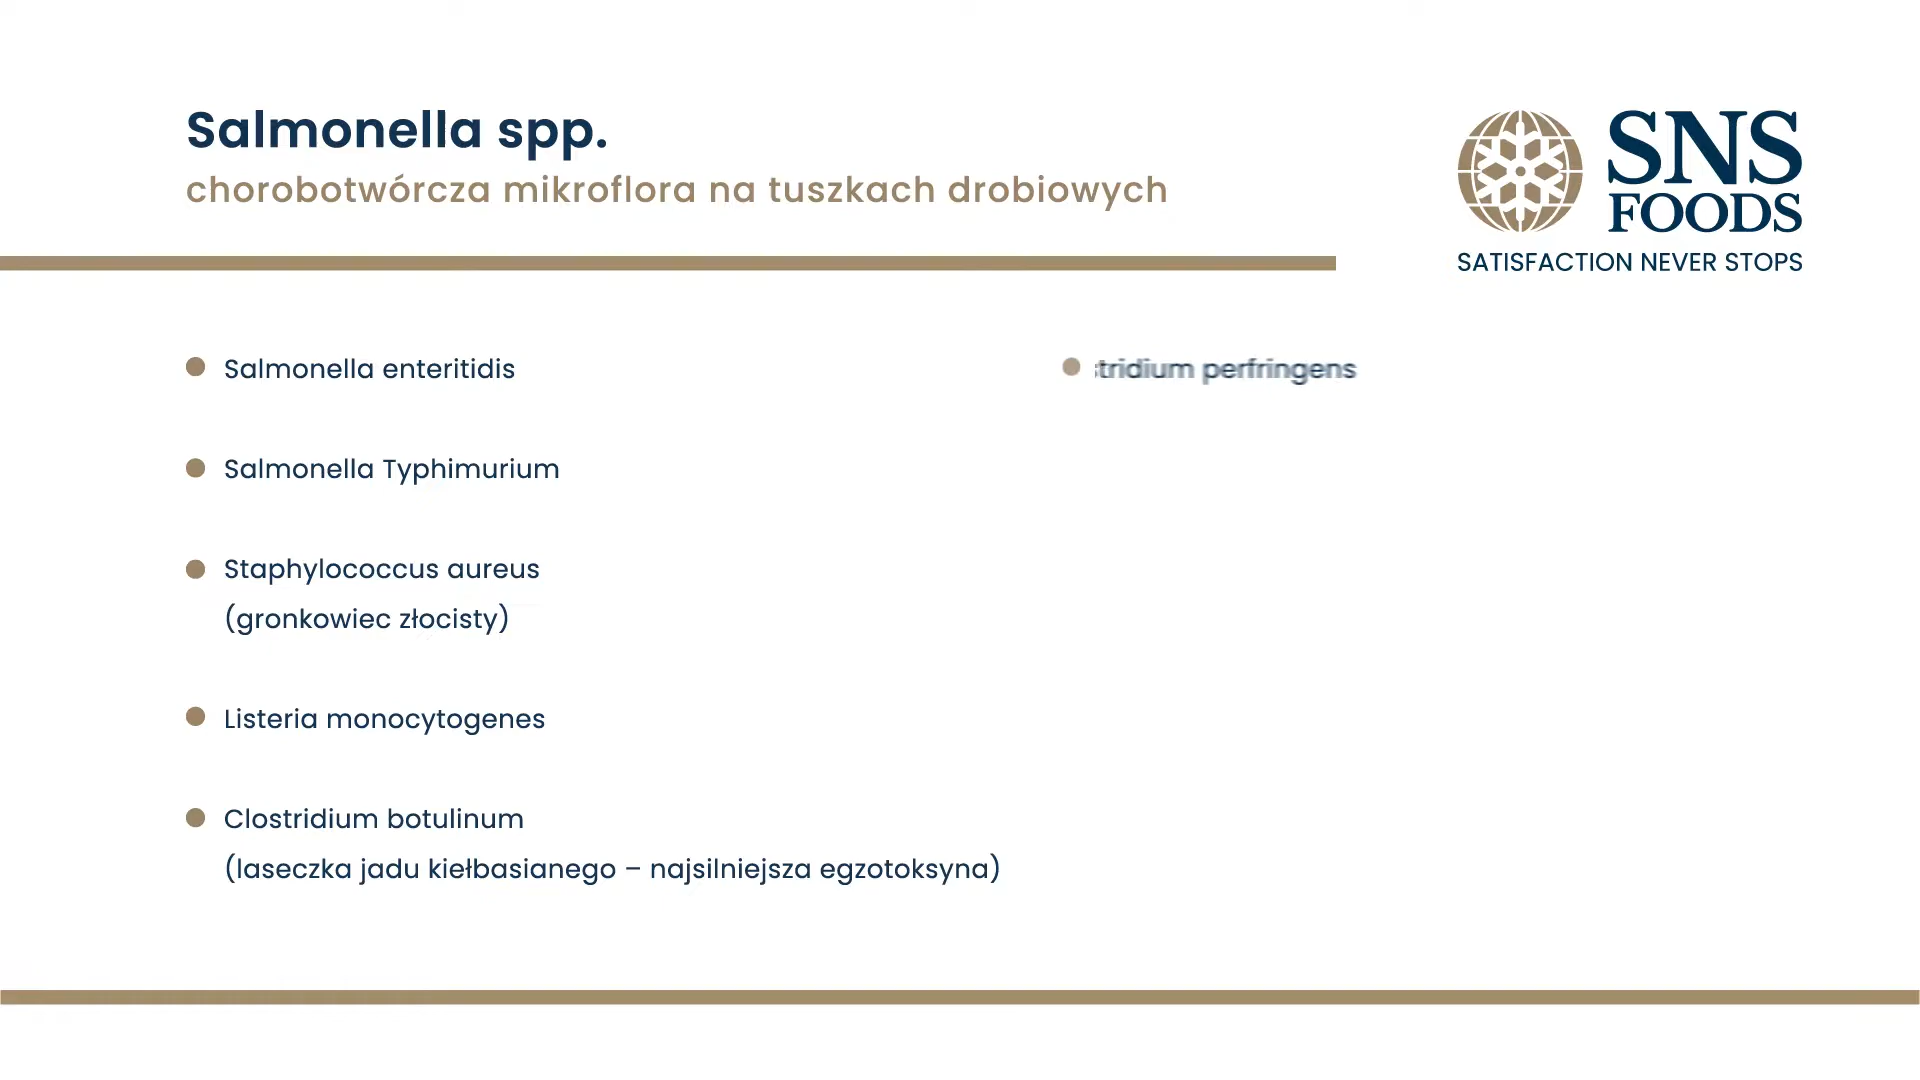 Salmonella spp.
chorobotwórcza mikroflora na tuszkach drobiowych
SNS
FOODS
SATISFACTION NEVER STOPS
Salmonella enteritidis
Salmonella Typhimurium
Staphylococcus aureus
(gronkowiec złocisty)
Listeria monocytogenes
Clostridium botulinum
(laseczka jadu kiełbasianego – najsilniejsza egzotoksyna)
tridium perfringens